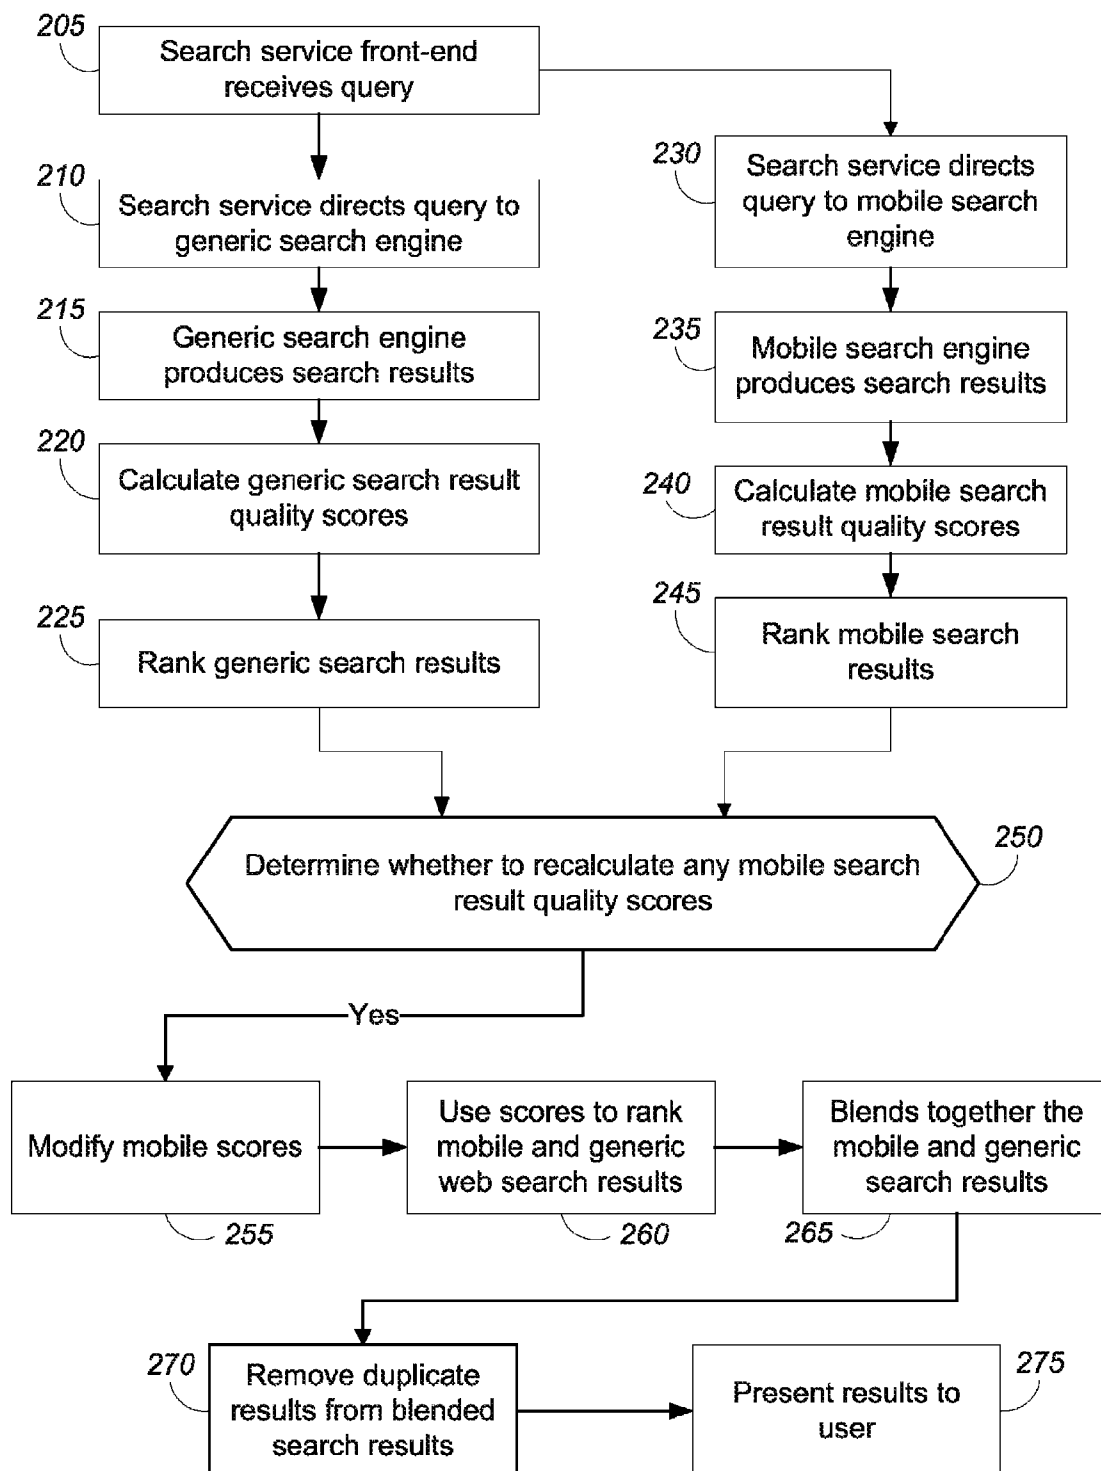 205
Search service front-end
receives query
210
Search service directs query to
generic search engine
230
Search service directs
query to mobile search
engine
215
Generic search engine
produces search results
235
Mobile search engine
produces search results
220
Calculate generic search result
quality scores
240
Calculate mobile search
result quality scores
225
Rank generic search results
245
Rank mobile search
results
Determine whether to recalculate any mobile search
result quality scores
250
Yes
Modify mobile scores
255
Use scores to rank
mobile and generic
web search results
260
Blends together the
mobile and generic
search results
265
270
Remove duplicate
results from blended
search results
Present results to
user
275